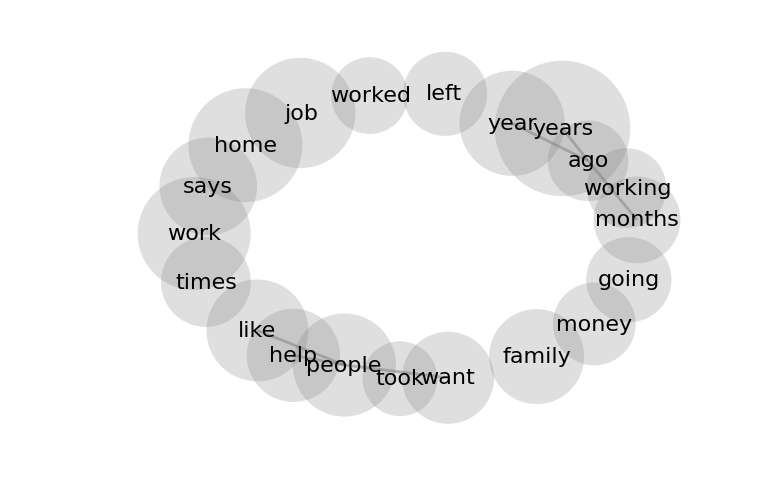 left
worked
job
year
years
home
ago
says
working
months
work
going
times
money
like
help
family
people
took
want